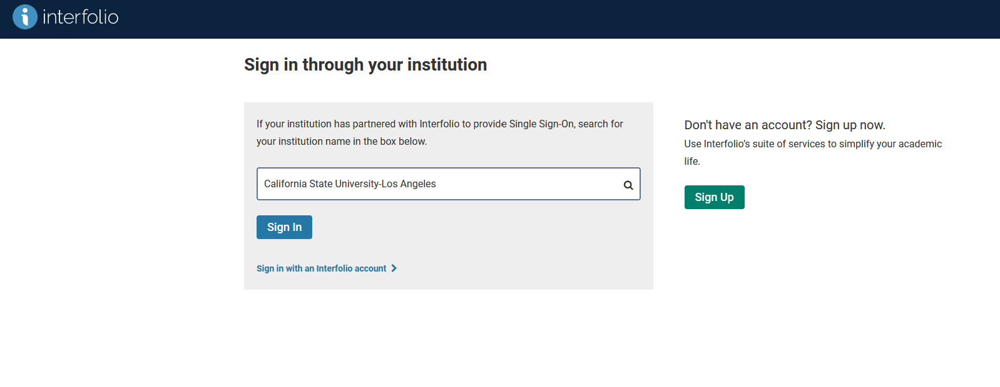 interfolio
Sign in through your institution
If your institution has partnered with Interfolio to provide Single Sign-On, search for
your institution name in the box below.
California State University-Los Angeles
Sign In
Sign in with an Interfolio account
Don't have an account? Sign up now.
Use Interfolio’s suite of services to simplify your academic
life.
Sign Up